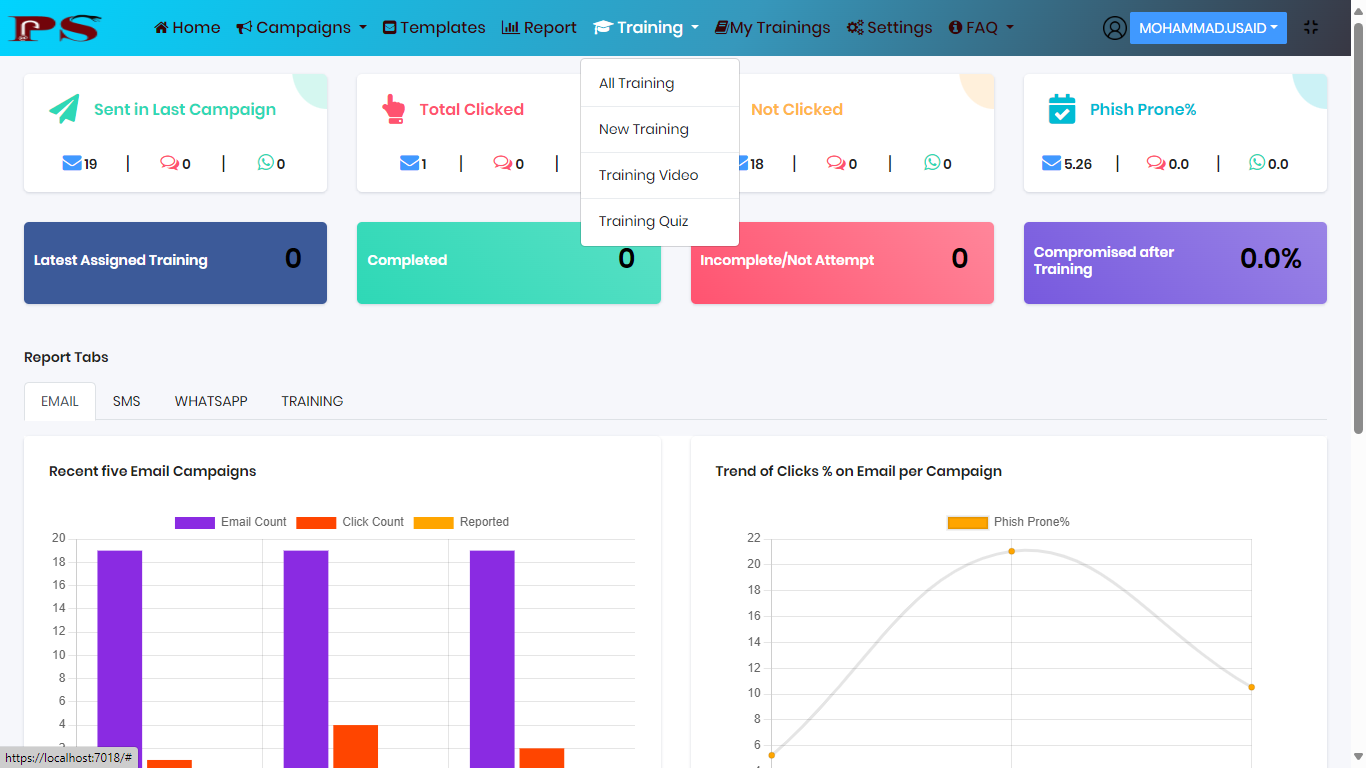 PS
Home Campaigns Templates Report Training My Trainings Settings FAQ MOHAMMAD.USAID
All Training
New Training
Training Video
Training Quiz
Sent in Last Campaign
19 | 0 | 0
Total Clicked
1 | 0 |
Not Clicked
18 | 0 | 0
Phish Prone%
5.26 | 0.0 | 0.0
Latest Assigned Training 0
Completed 0
Incomplete/Not Attempt 0
Compromised after
Training
0.0%
Report Tabs
EMAIL SMS WHATSAPP TRAINING
Recent five Email Campaigns
Email Count Click Count Reported
20
18
16
14
12
10
8
6
4
2
Trend of Clicks % on Email per Campaign
Phish Prone%
22
20
18
16
14
12
10
8
6
https://localhost:7018/#